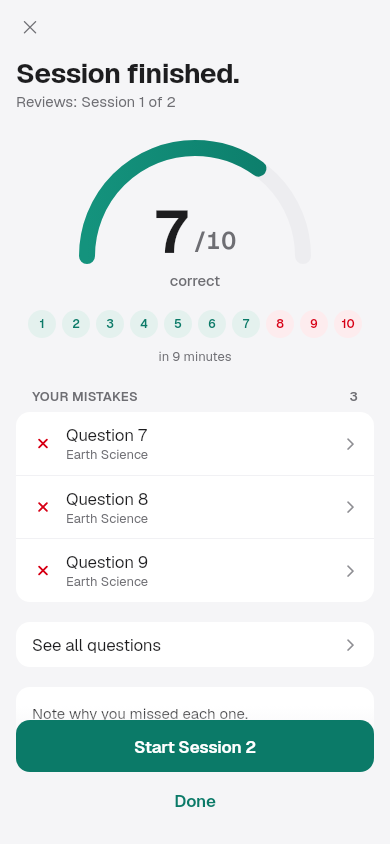 Session finished.
Reviews: Session 1 of 2
7 /10
correct
1 2 3 4 5 6 7 8 9 10
in 9 minutes
YOUR MISTAKES 3
Question 7
Earth Science
Question 8
Earth Science
Question 9
Earth Science
See all questions
Note why you missed each one.
Start Session 2
Done